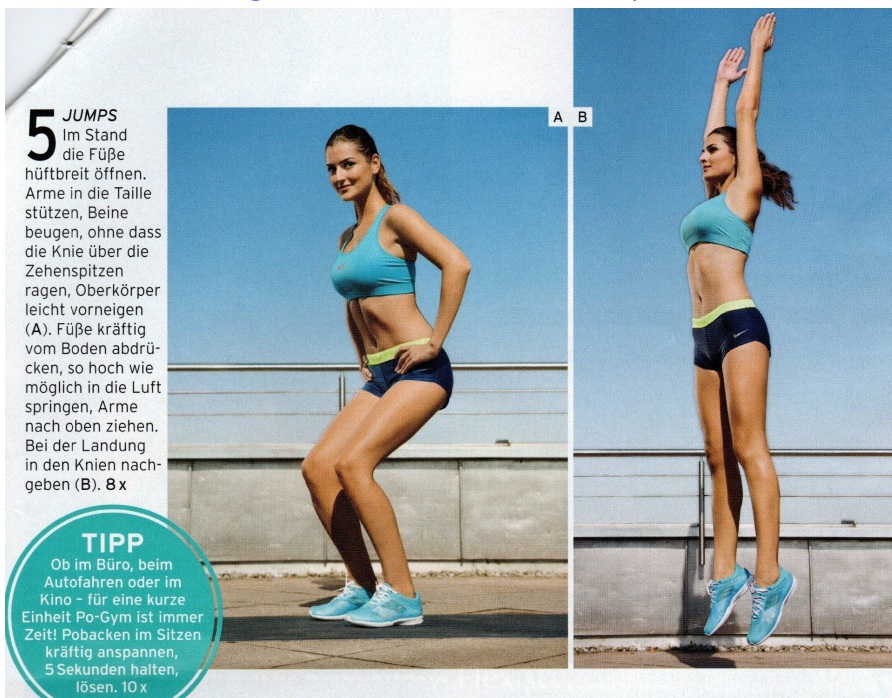 5 JUMPS
Im Stand
die Füße
hüftbreit öffnen.
Arme in die Taille
stützen, Beine
beugen, ohne dass
die Knie über die
Zehenspitzen
ragen, Oberkörper
leicht vorneigen
(A). Füße kräftig
vom Boden abdrü-
cken, so hoch wie
möglich in die Luft
springen, Arme
nach oben ziehen.
Bei der Landung
in den Knien nach-
geben (B). 8 x
A B
TIPP
Ob im Büro, beim
Autofahren oder im
Kino – für eine kurze
Einheit Po-Gym ist immer
Zeit! Pobacken im Sitzen
kräftig anspannen,
5 Sekunden halten,
lösen. 10 x